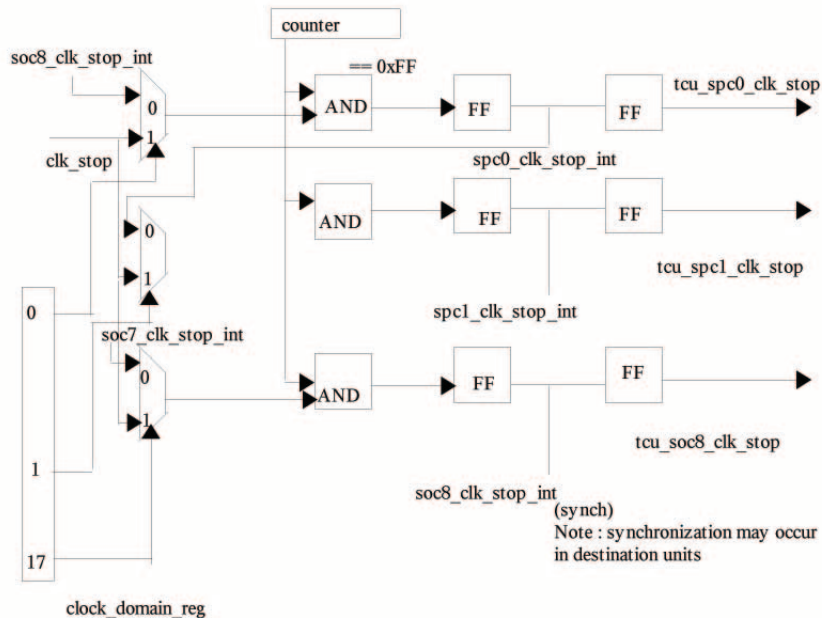 counter
soc8_clk_stop_int
== 0xFF
tcu_spc0_clk_stop
0
AND
FF
FF
1
clk_stop
spc0_clk_stop_int
0
AND
FF
FF
1
tcu_spc1_clk_stop
spc1_clk_stop_int
0
soc7_clk_stop_int
0
AND
FF
FF
1
tcu_soc8_clk_stop
1
soc8_clk_stop_int
(synch)
Note : synchronization may occur
in destination units
17
clock_domain_reg